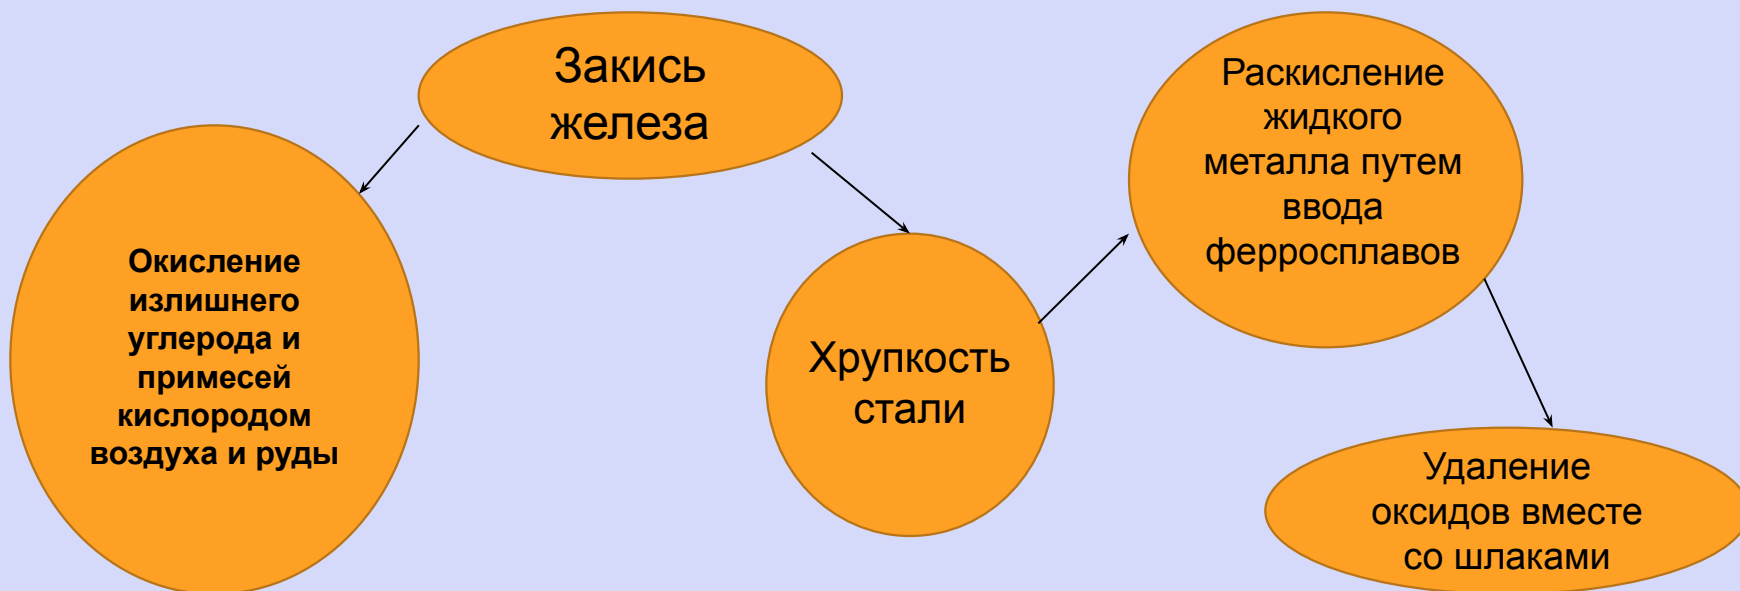 Закись
железа
Окисление
излишнего
углерода и
примесей
кислородом
воздуха и руды
Хрупкость
стали
Раскисление
жидкого
металла путем
ввода
ферросплавов
Удаление
оксидов вместе
со шлаками